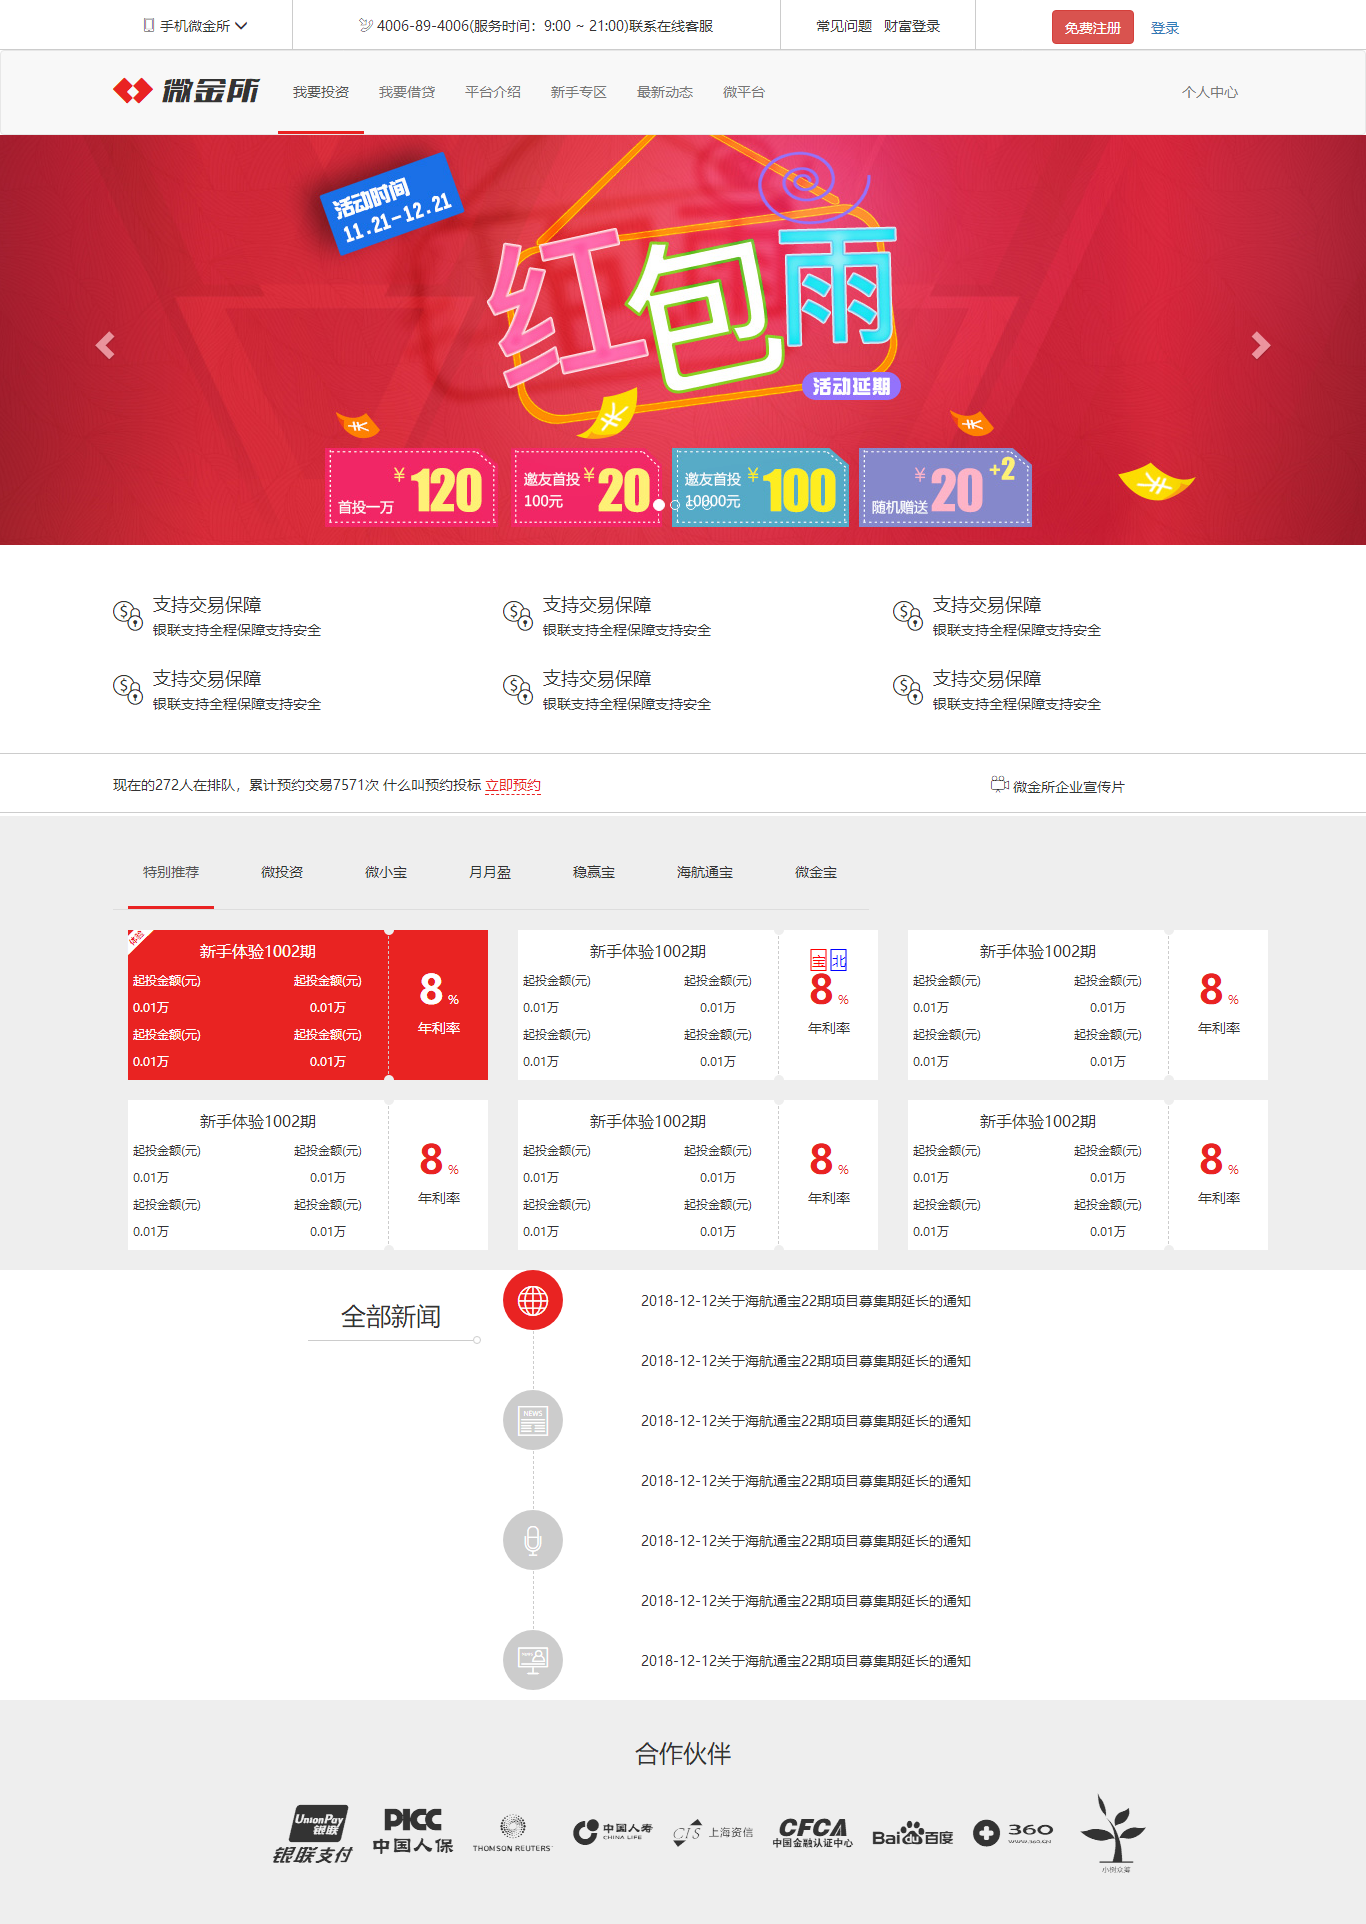 手机微金所
4006-89-4006(服务时间：9:00 ~ 21:00)联系在线客服
常见问题 财富登录
免费注册
登录
微金所
我要投资
我要借贷
平台介绍
新手专区
最新动态
微平台
个人中心
活动时间
11.21-12.21
红包雨
活动延期
首投一万
¥120
邀友首投
100元
¥20
邀友首投
10000元
¥100
随机赠送
¥20+2
支持交易保障
银联支持全程保障支持安全
支持交易保障
银联支持全程保障支持安全
支持交易保障
银联支持全程保障支持安全
支持交易保障
银联支持全程保障支持安全
支持交易保障
银联支持全程保障支持安全
支持交易保障
银联支持全程保障支持安全
现在的272人在排队，累计预约交易7571次 什么叫预约投标 立即预约
微金所企业宣传片
特别推荐
微投资
微小宝
月月盈
稳赢宝
海航通宝
微金宝
体验
新手体验1002期
起投金额(元) 起投金额(元)
0.01万 0.01万
起投金额(元) 起投金额(元)
0.01万 0.01万
8 %
年利率
新手体验1002期
起投金额(元) 起投金额(元)
0.01万 0.01万
起投金额(元) 起投金额(元)
0.01万 0.01万
宝 北
8 %
年利率
新手体验1002期
起投金额(元) 起投金额(元)
0.01万 0.01万
起投金额(元) 起投金额(元)
0.01万 0.01万
8 %
年利率
新手体验1002期
起投金额(元) 起投金额(元)
0.01万 0.01万
起投金额(元) 起投金额(元)
0.01万 0.01万
8 %
年利率
新手体验1002期
起投金额(元) 起投金额(元)
0.01万 0.01万
起投金额(元) 起投金额(元)
0.01万 0.01万
8 %
年利率
新手体验1002期
起投金额(元) 起投金额(元)
0.01万 0.01万
起投金额(元) 起投金额(元)
0.01万 0.01万
8 %
年利率
全部新闻
NEWS
2018-12-12关于海航通宝22期项目募集期延长的通知
2018-12-12关于海航通宝22期项目募集期延长的通知
2018-12-12关于海航通宝22期项目募集期延长的通知
2018-12-12关于海航通宝22期项目募集期延长的通知
2018-12-12关于海航通宝22期项目募集期延长的通知
2018-12-12关于海航通宝22期项目募集期延长的通知
2018-12-12关于海航通宝22期项目募集期延长的通知
合作伙伴
UnionPay
银联
银联支付
PICC
中国人保
THOMSON REUTERS
中国人寿
CHINA LIFE
CIS 上海资信
CFCA
中国金融认证中心
Bai 百度
360
WWW.360.CN
小树众筹